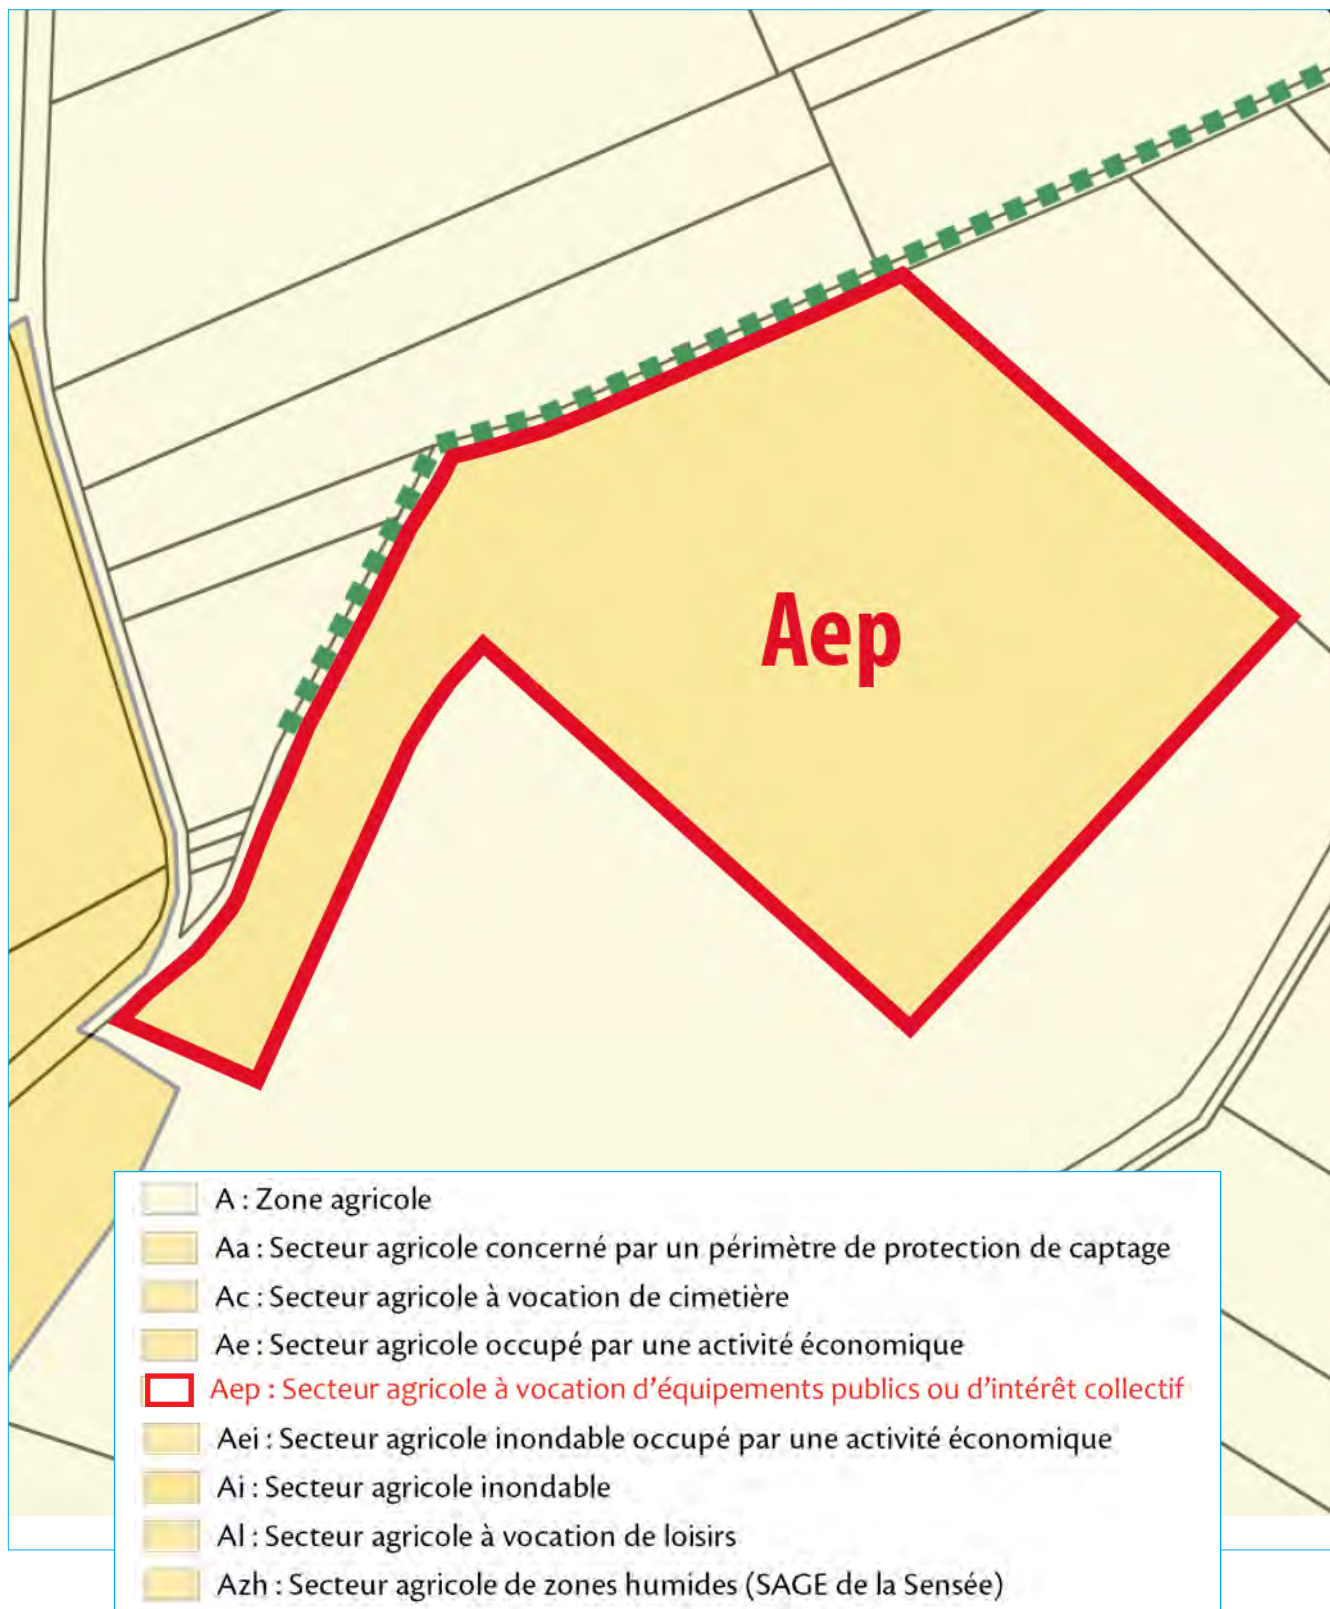 Aep
A : Zone agricole
Aa : Secteur agricole concerné par un périmètre de protection de captage
Ac : Secteur agricole à vocation de cimetière
Ae : Secteur agricole occupé par une activité économique
Aep : Secteur agricole à vocation d'équipements publics ou d'intérêt collectif
Aei : Secteur agricole inondable occupé par une activité économique
Ai : Secteur agricole inondable
Al : Secteur agricole à vocation de loisirs
Azh : Secteur agricole de zones humides (SAGE de la Sensée)